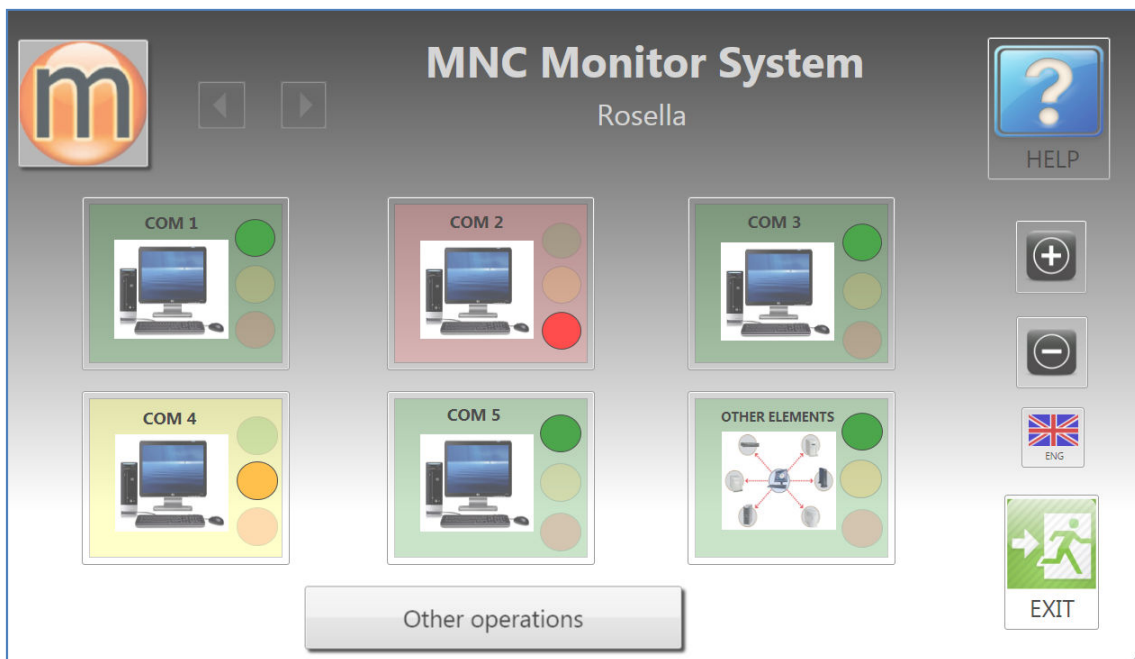 m
MNC Monitor System
Rosella
?
HELP
COM 1
COM 2
COM 3
COM 4
COM 5
OTHER ELEMENTS
ENG
Other operations
EXIT